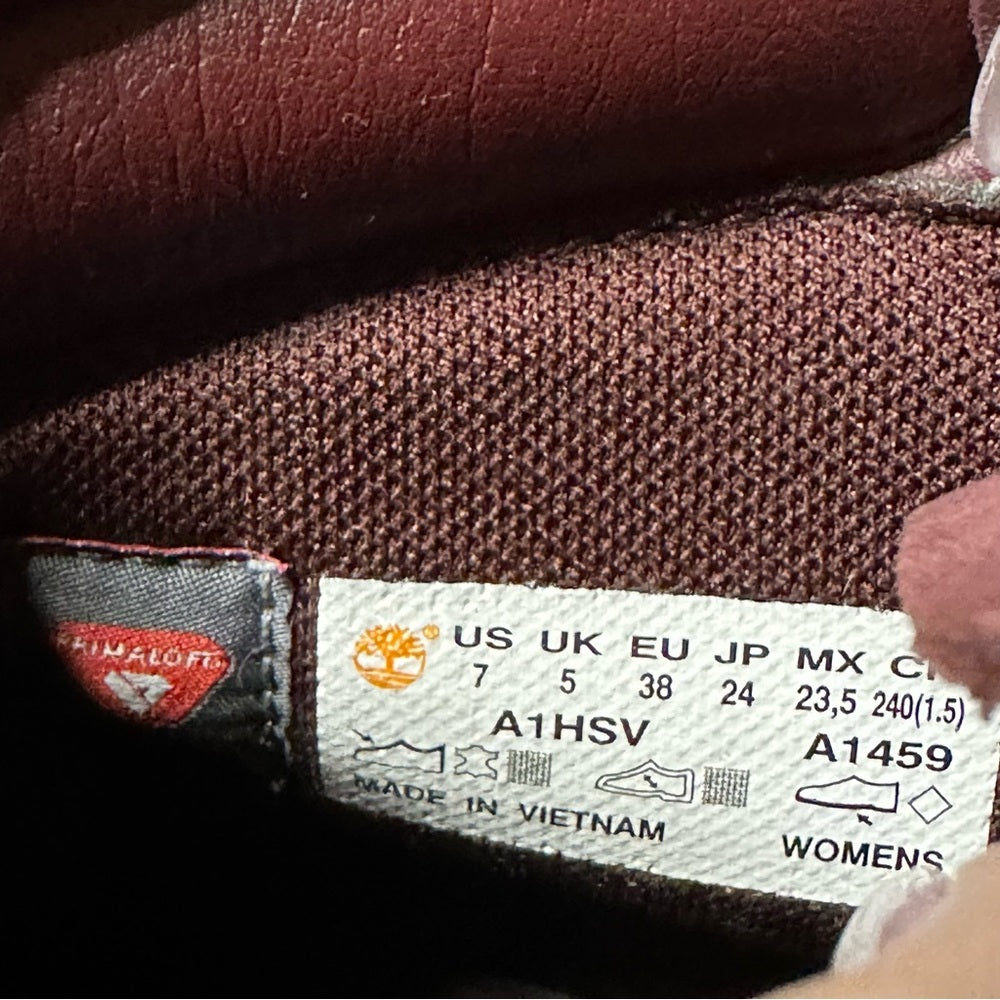 PRIMALOFT
® US UK EU JP MX
7 5 38 24 23,5 240(1.5)
A1HSV A1459
MADE IN VIETNAM
WOMENS